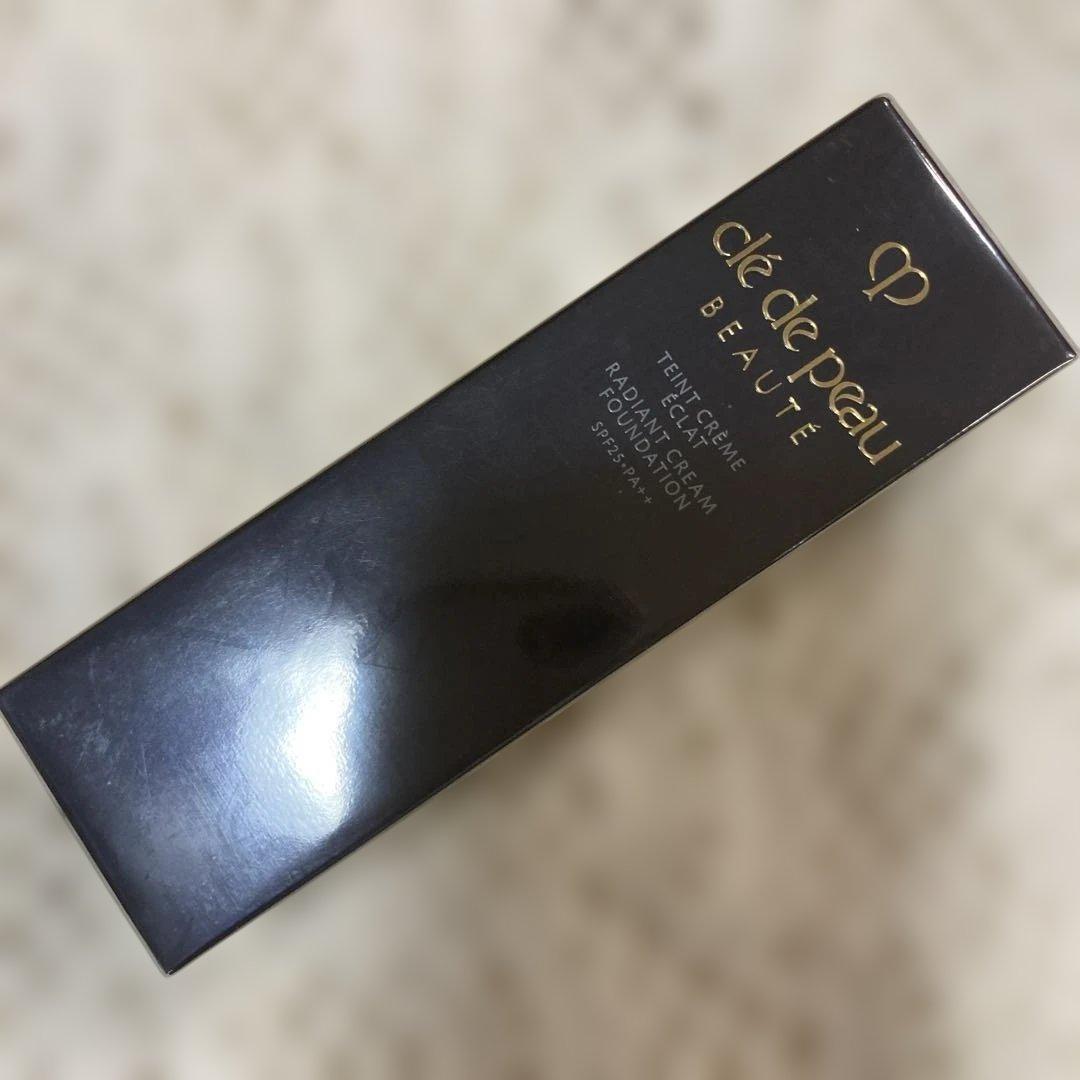 clé de peau
BEAUTÉ
TEINT CRÈME
ÉCLAT
RADIANT CREAM
FOUNDATION
SPF25・PA++